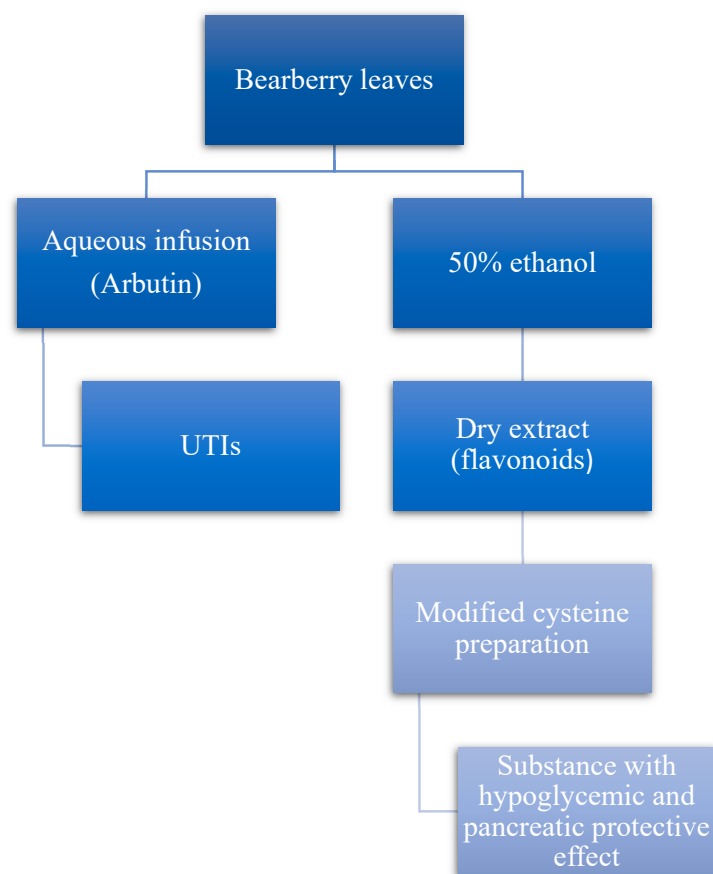 Bearberry leaves
Aqueous infusion
(Arbutin)
50% ethanol
UTIs
Dry extract
(flavonoids)
Modified cysteine
preparation
Substance with
hypoglycemic and
pancreatic protective
effect